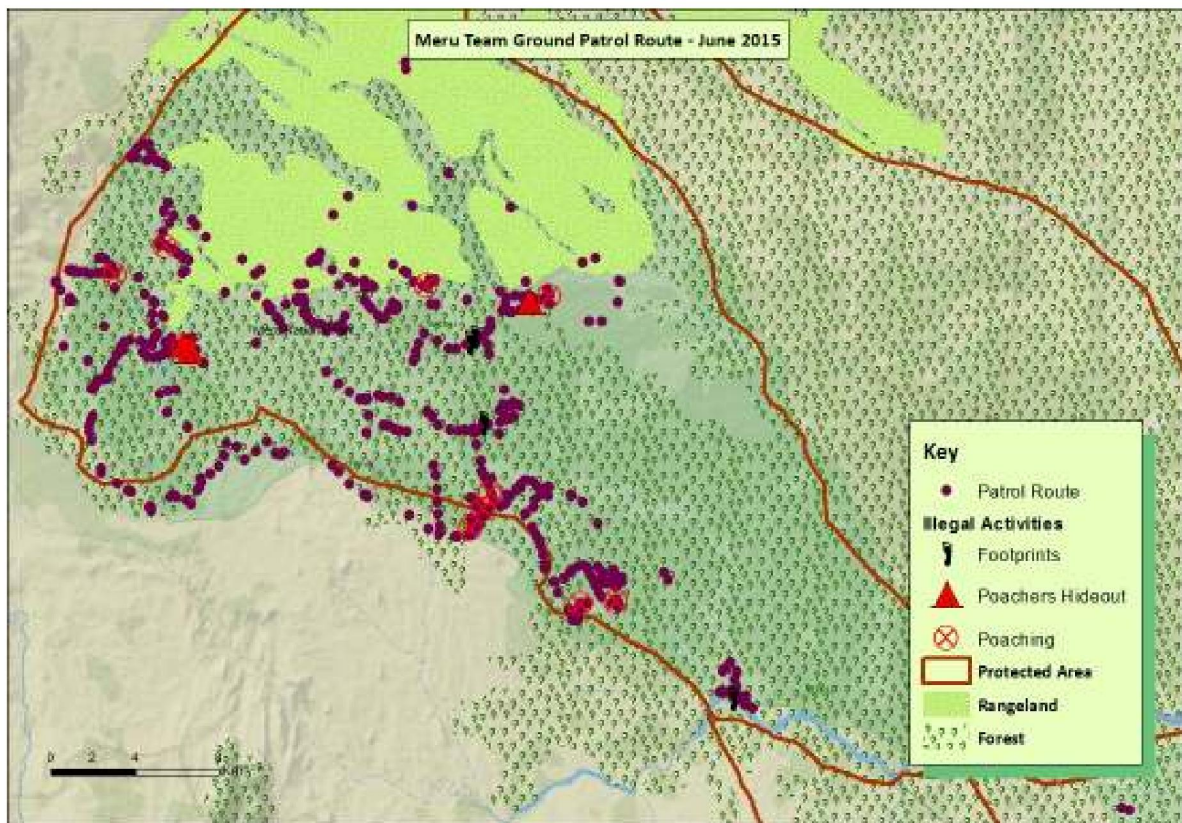 Meru Team Ground Patrol Route - June 2015
Key
Patrol Route
Illegal Activities
Footprints
Poachers Hideout
Poaching
Protected Area
Rangeland
Forest
0 2 4 8